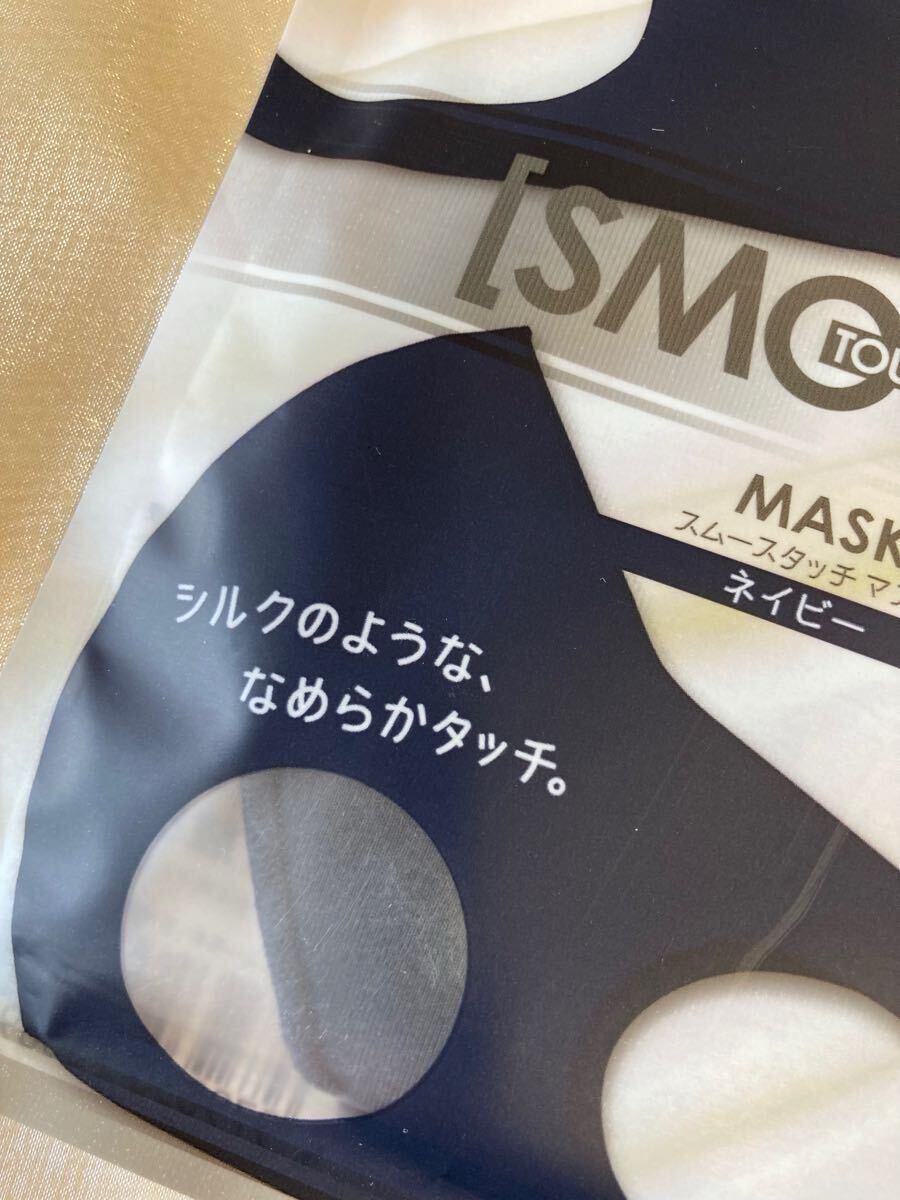 [SMO
TOU
MASK
スムースタッチ マス
ネイビー
シルクのような、
なめらかタッチ。